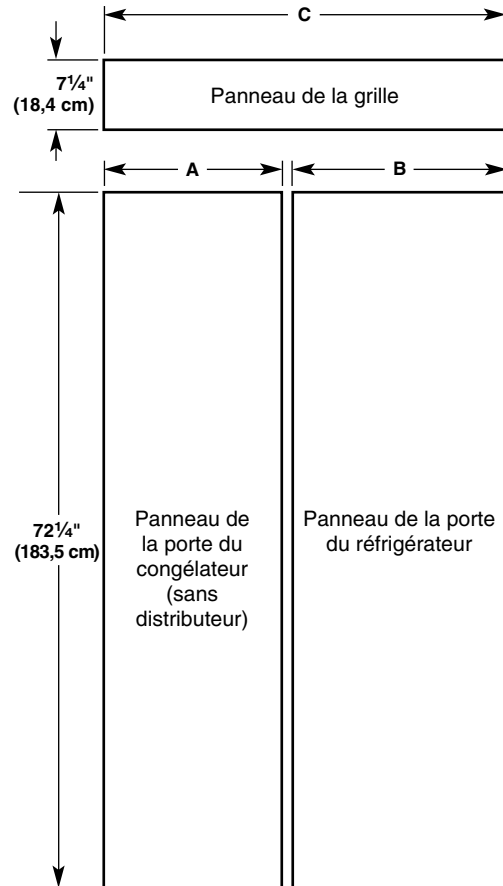 C
7¼"
(18,4 cm)
Panneau de la grille
A
B
72¼"
(183,5 cm)
Panneau de
la porte du
congélateur
(sans
distributeur)
Panneau de la porte
du réfrigérateur